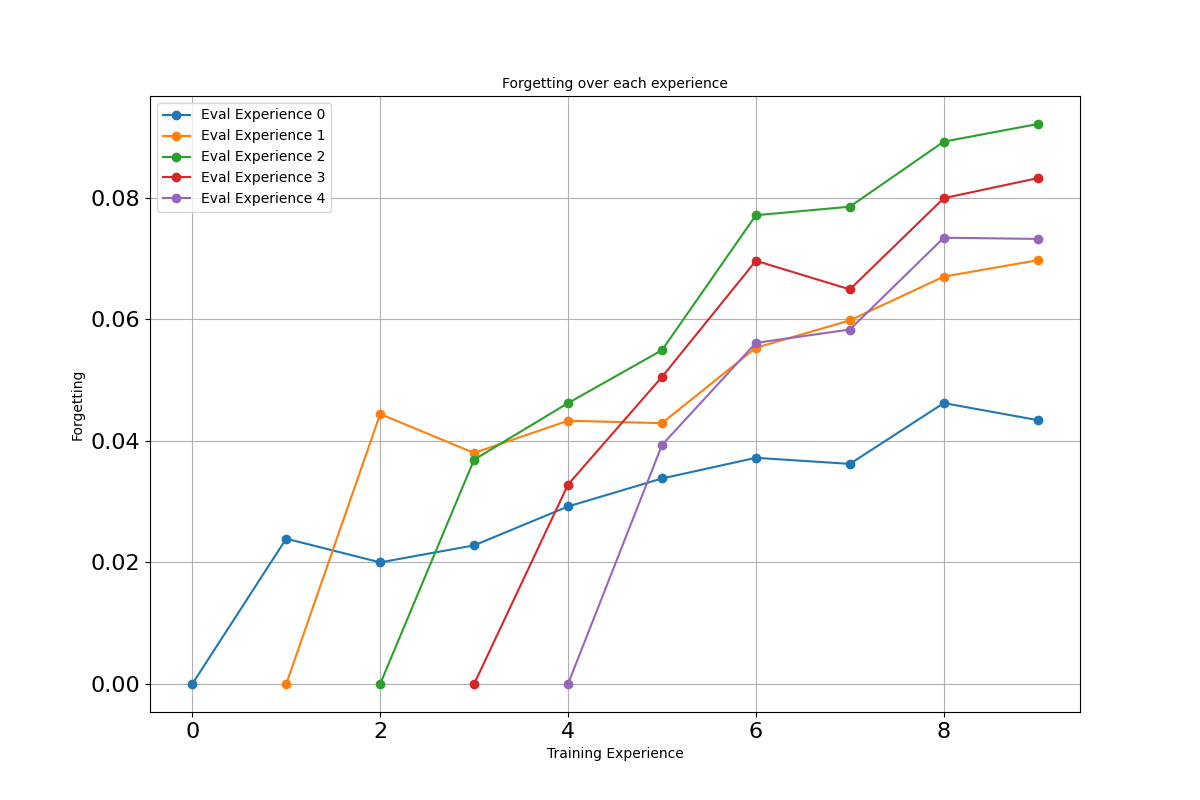 Forgetting over each experience
Eval Experience 0
Eval Experience 1
Eval Experience 2
Eval Experience 3
Eval Experience 4
0.08
0.06
0.04
0.02
0.00
Forgetting
0 2 4 6 8
Training Experience